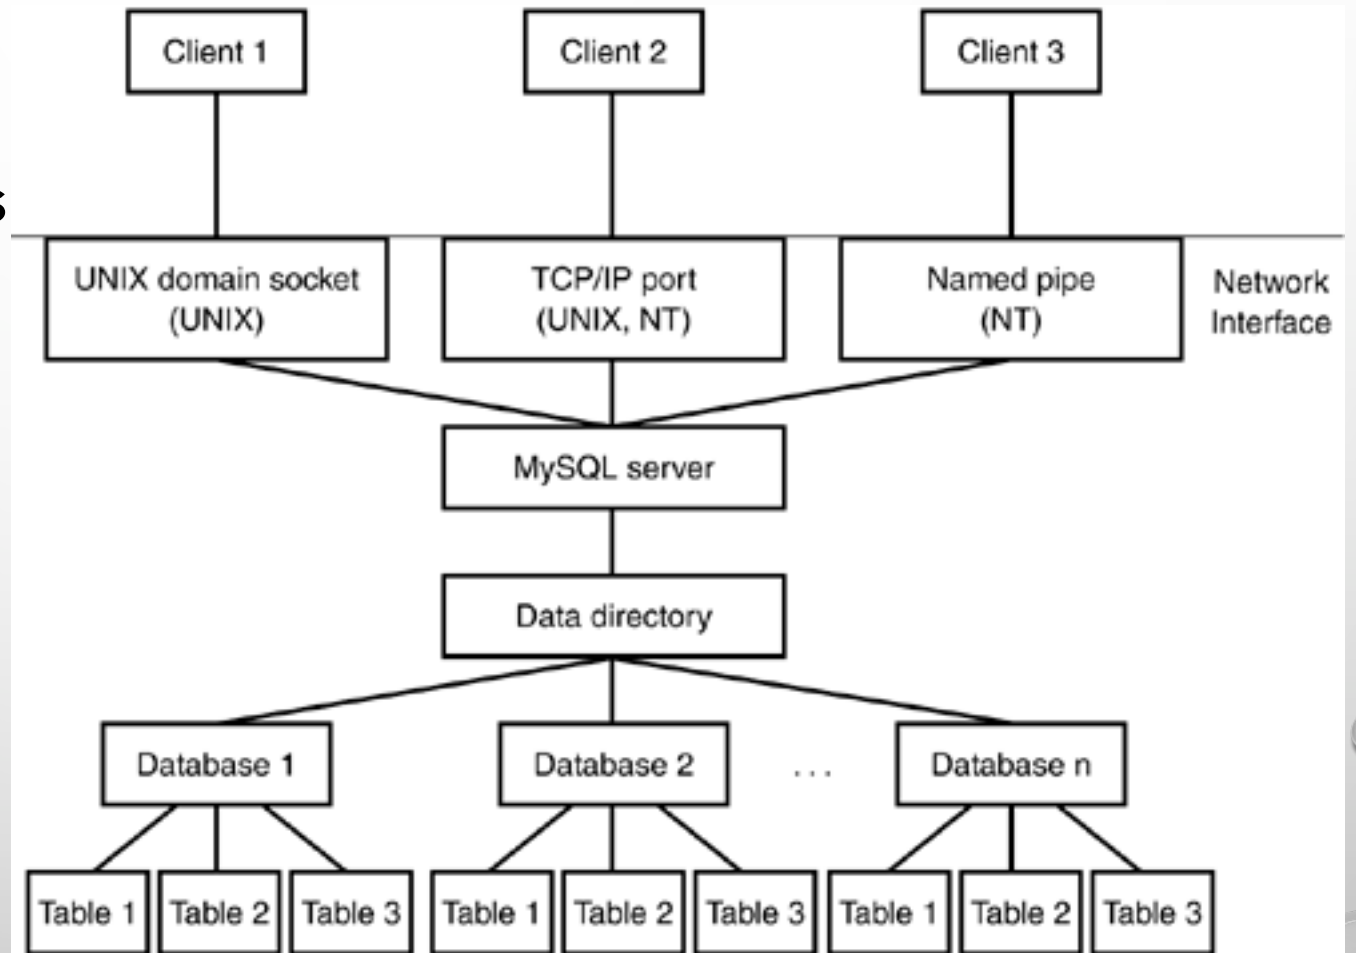 Client 1
Client 2
Client 3
s
UNIX domain socket
(UNIX)
TCP/IP port
(UNIX, NT)
Named pipe
(NT)
Network
Interface
MySQL server
Data directory
Database 1
Database 2
...
Database n
Table 1
Table 2
Table 3
Table 1
Table 2
Table 3
Table 1
Table 2
Table 3